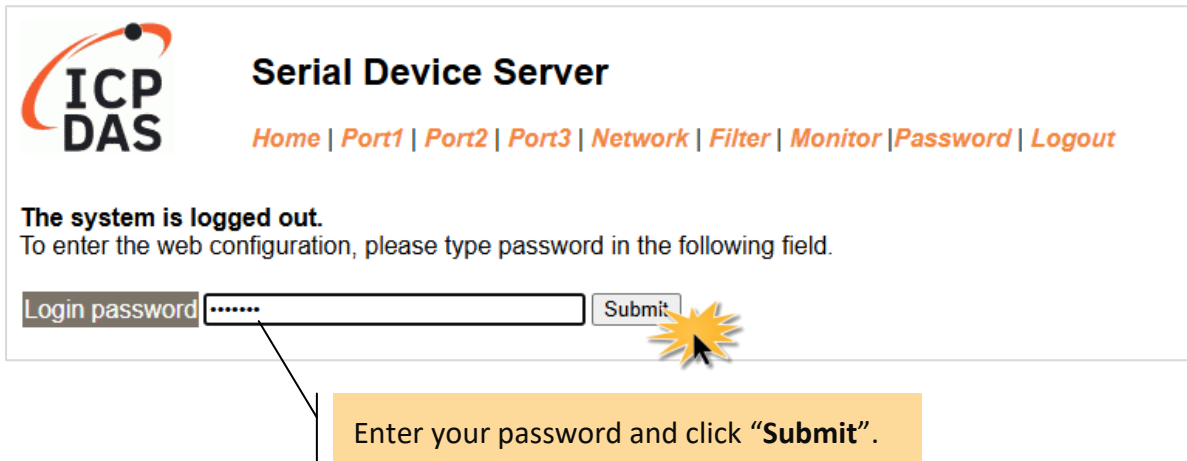 ICP
DAS
Serial Device Server
Home | Port1 | Port2 | Port3 | Network | Filter | Monitor |Password | Logout
The system is logged out.
To enter the web configuration, please type password in the following field.
Login password ••••••• Submit
Enter your password and click “Submit”.